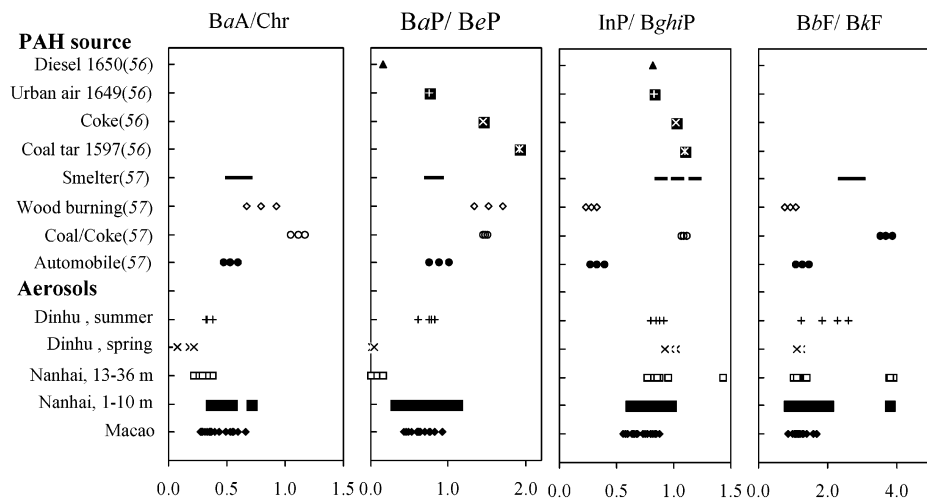 BaA/Chr BaP/ BeP InP/ BghiP BbF/ BkF
PAH source
Diesel 1650(56)
Urban air 1649(56)
Coke(56)
Coal tar 1597(56)
Smelter(57)
Wood burning(57)
Coal/Coke(57)
Automobile(57)
Aerosols
Dinhu , summer
Dinhu , spring
Nanhai, 13-36 m
Nanhai, 1-10 m
Macao
0.0 0.5 1.0 1.5 0.0 1.0 2.0 0.0 0.5 1.0 1.5 0.0 2.0 4.0